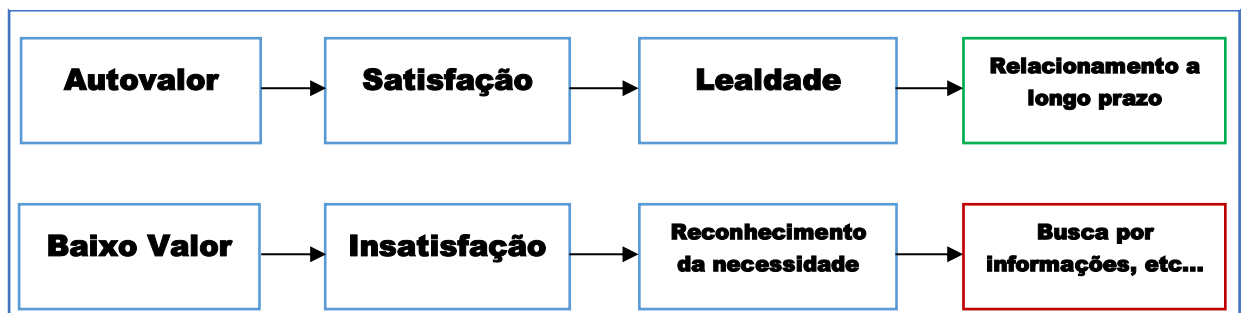 Autovalor
Satisfação
Lealdade
Relacionamento a
longo prazo
Baixo Valor
Insatisfação
Reconhecimento
da necessidade
Busca por
informações, etc...